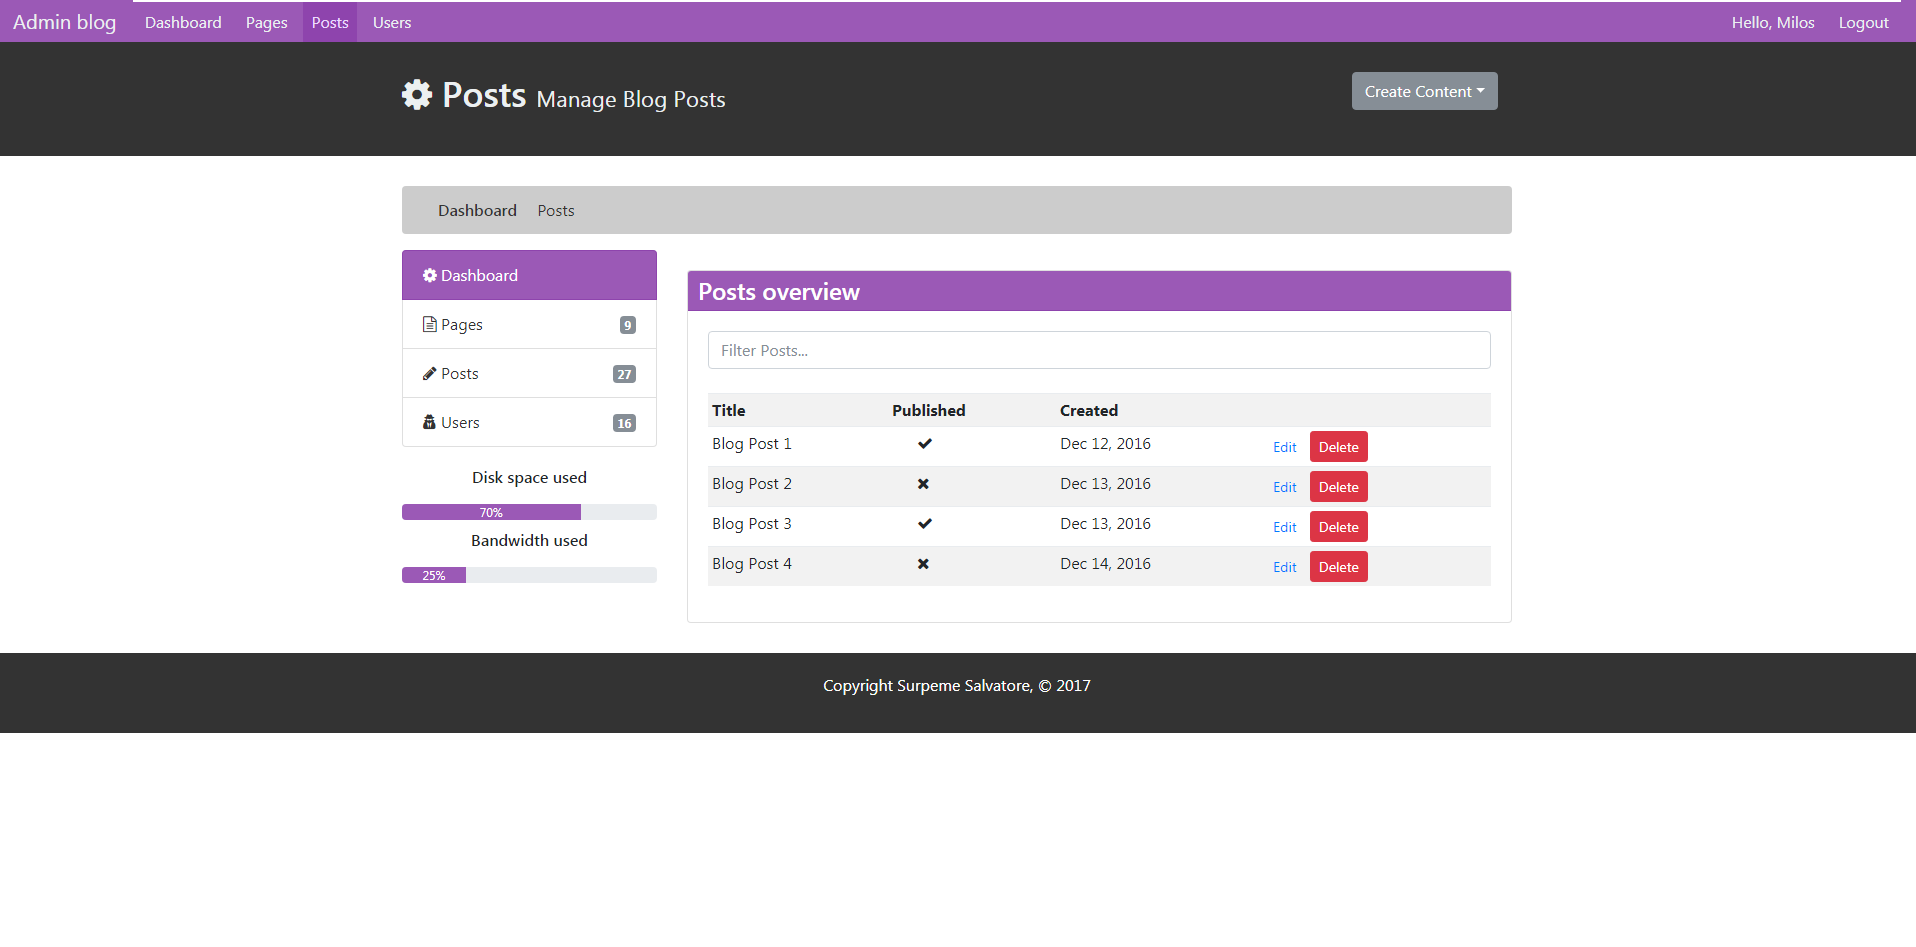 Admin blog Dashboard Pages Posts Users Hello, Milos Logout
Posts Manage Blog Posts
Create Content
Dashboard Posts
Dashboard
Pages 9
Posts 27
Users 16
Disk space used
70%
Bandwidth used
25%
Posts overview
Filter Posts...
Title Published Created
Blog Post 1 ✔ Dec 12, 2016 Edit Delete
Blog Post 2 ✖ Dec 13, 2016 Edit Delete
Blog Post 3 ✔ Dec 13, 2016 Edit Delete
Blog Post 4 ✖ Dec 14, 2016 Edit Delete
Copyright Surpeme Salvatore, © 2017